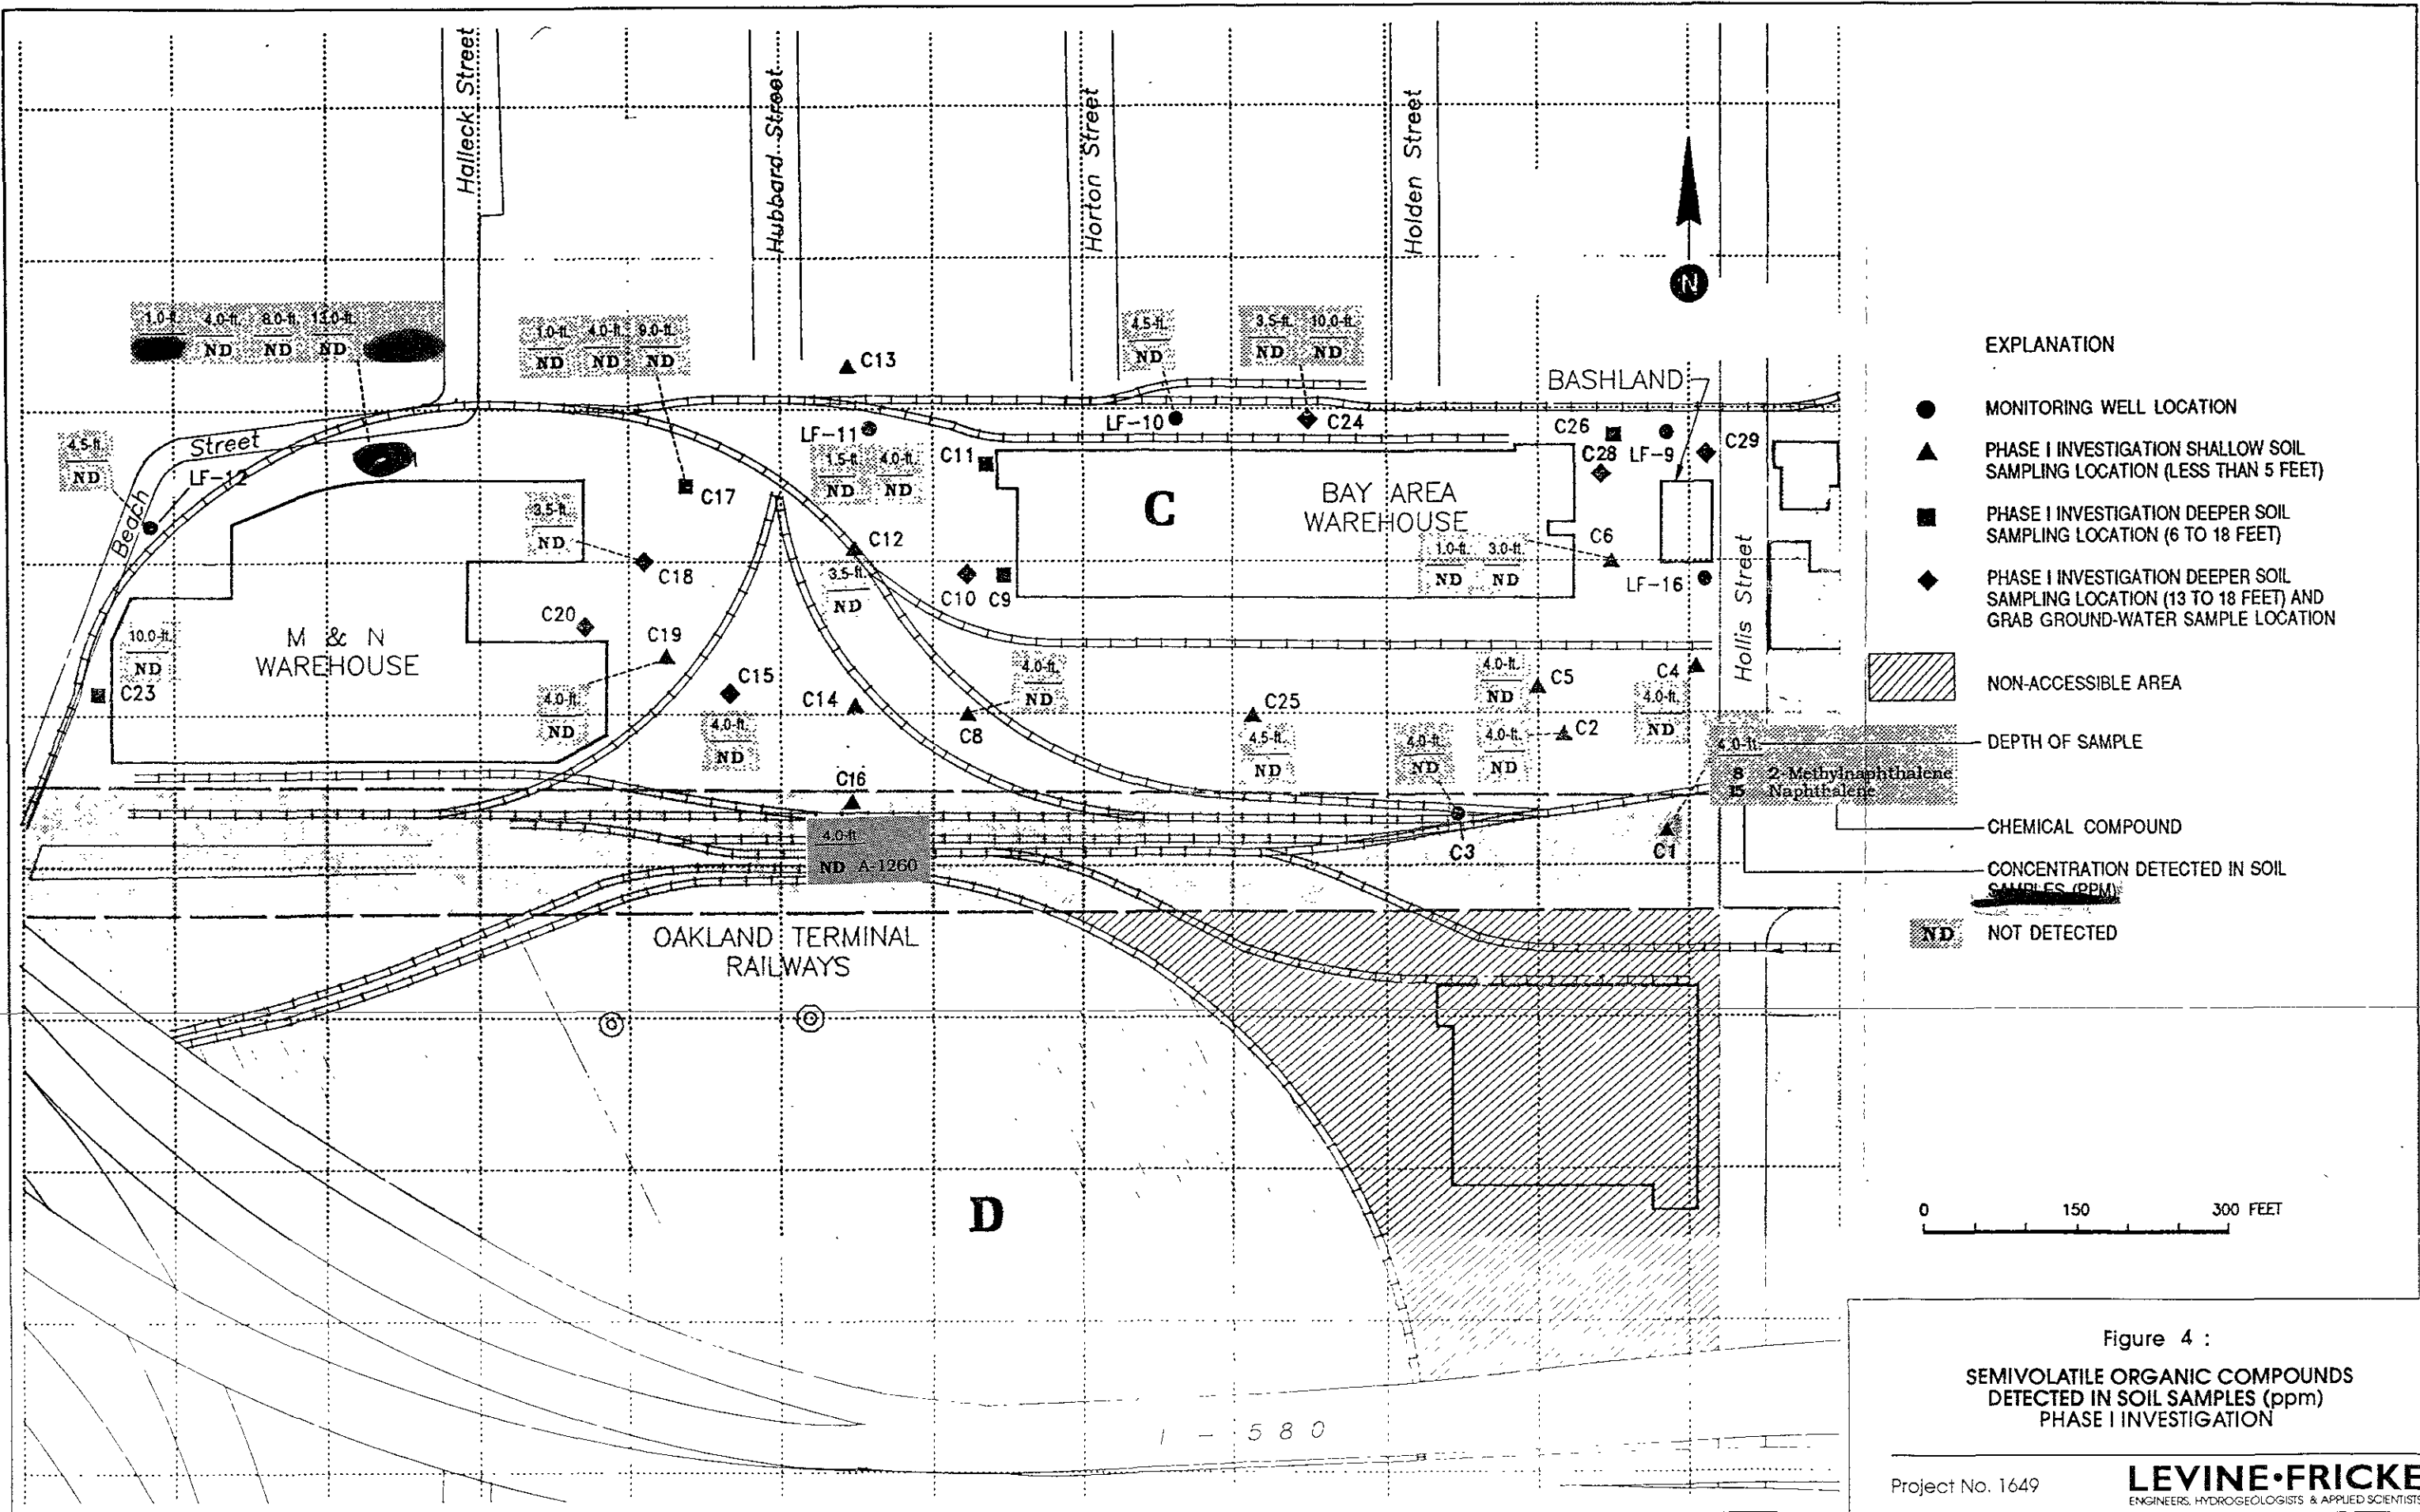 Halleck Street
Hubbard Street
Horton Street
Holden Street
N
1.0-ft. 4.0-ft. 8.0-ft. 13.0-ft.
ND ND ND
1.0-ft. 4.0-ft. 9.0-ft.
ND ND ND
C13
4.5-ft.
ND
3.5-ft. 10.0-ft.
ND ND
BASHLAND
LF-11
LF-10
C24
C26
LF-9
C29
C28
4.5-ft.
ND
Beach Street
LF-12
C17
1.5-ft. 4.0-ft.
ND ND
C11
C
BAY AREA
WAREHOUSE
3.5-ft.
ND
C18
C12
3.5-ft.
ND
C10 C9
C6
1.0-ft. 3.0-ft.
ND ND
LF-16
Hollis Street
C20
C19
M & N
WAREHOUSE
10.0-ft.
ND
C23
4.0-ft.
ND
C15
4.0-ft.
ND
C14
4.0-ft.
ND
C8
C25
4.5-ft.
ND
4.0-ft.
ND
C5
C4
4.0-ft.
ND
4.0-ft.
ND
C2
4.0-ft.
ND
C3
C1
C16
4.0-ft
ND A-1260
4.0-ft.
8 2-Methylnaphthalene
15 Naphthalene
OAKLAND TERMINAL
RAILWAYS
D
I - 580
EXPLANATION
MONITORING WELL LOCATION
PHASE I INVESTIGATION SHALLOW SOIL
SAMPLING LOCATION (LESS THAN 5 FEET)
PHASE I INVESTIGATION DEEPER SOIL
SAMPLING LOCATION (6 TO 18 FEET)
PHASE I INVESTIGATION DEEPER SOIL
SAMPLING LOCATION (13 TO 18 FEET) AND
GRAB GROUND-WATER SAMPLE LOCATION
NON-ACCESSIBLE AREA
DEPTH OF SAMPLE
CHEMICAL COMPOUND
CONCENTRATION DETECTED IN SOIL
SAMPLES (PPM)
ND NOT DETECTED
0 150 300 FEET
Figure 4 :
SEMIVOLATILE ORGANIC COMPOUNDS
DETECTED IN SOIL SAMPLES (ppm)
PHASE I INVESTIGATION
Project No. 1649
LEVINE•FRICKE
ENGINEERS, HYDROGEOLOGISTS & APPLIED SCIENTISTS